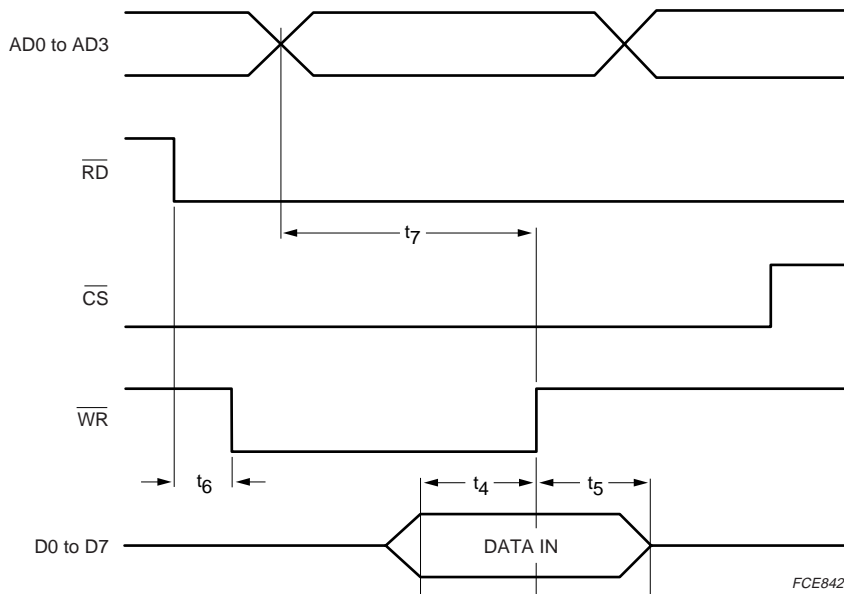 AD0 to AD3
RD
t7
CS
WR
t6
t4
t5
D0 to D7
DATA IN
FCE842